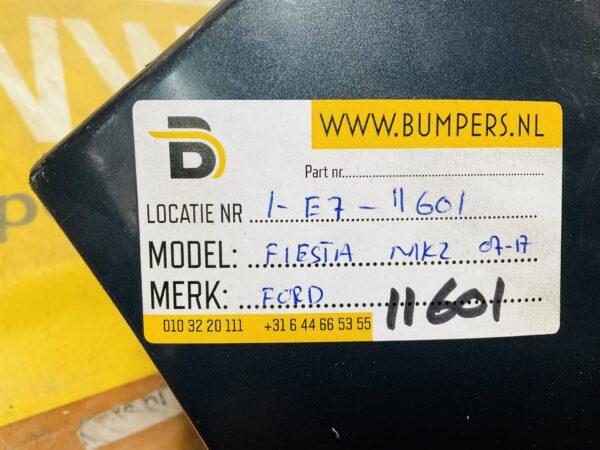 WWW.BUMPERS.NL
B
Part nr.
LOCATIE NR 1-E7-11601
MODEL: FIESTA MK2 07-17
MERK: FORD
11601
010 32 20 111 +31 6 44 66 53 55